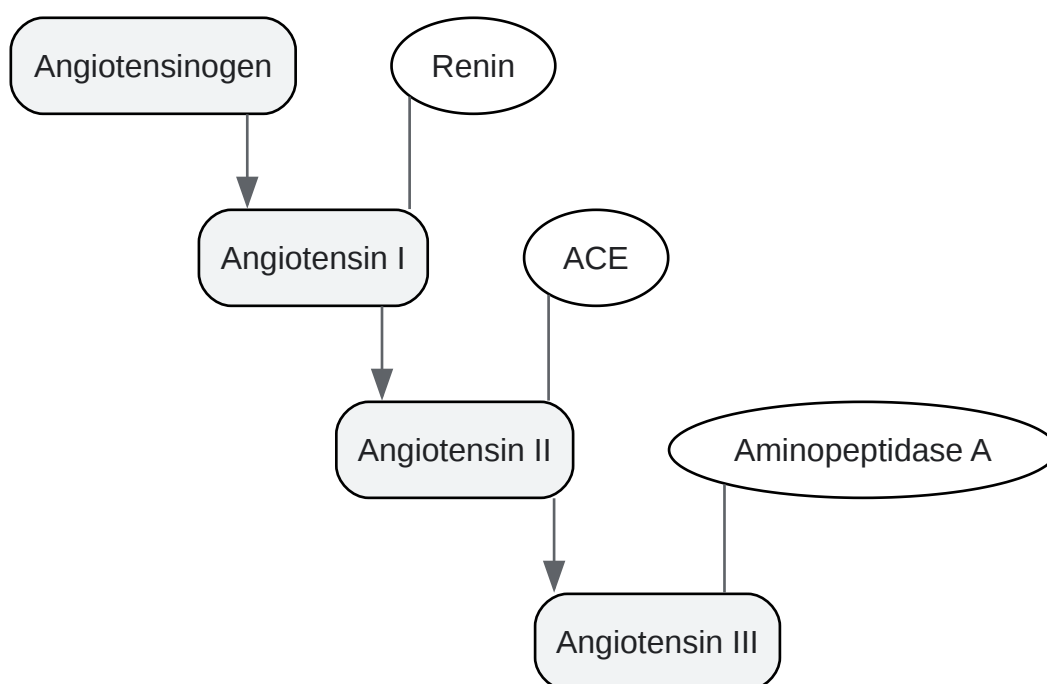 Angiotensinogen
Renin
Angiotensin I
ACE
Angiotensin II
Aminopeptidase A
Angiotensin III